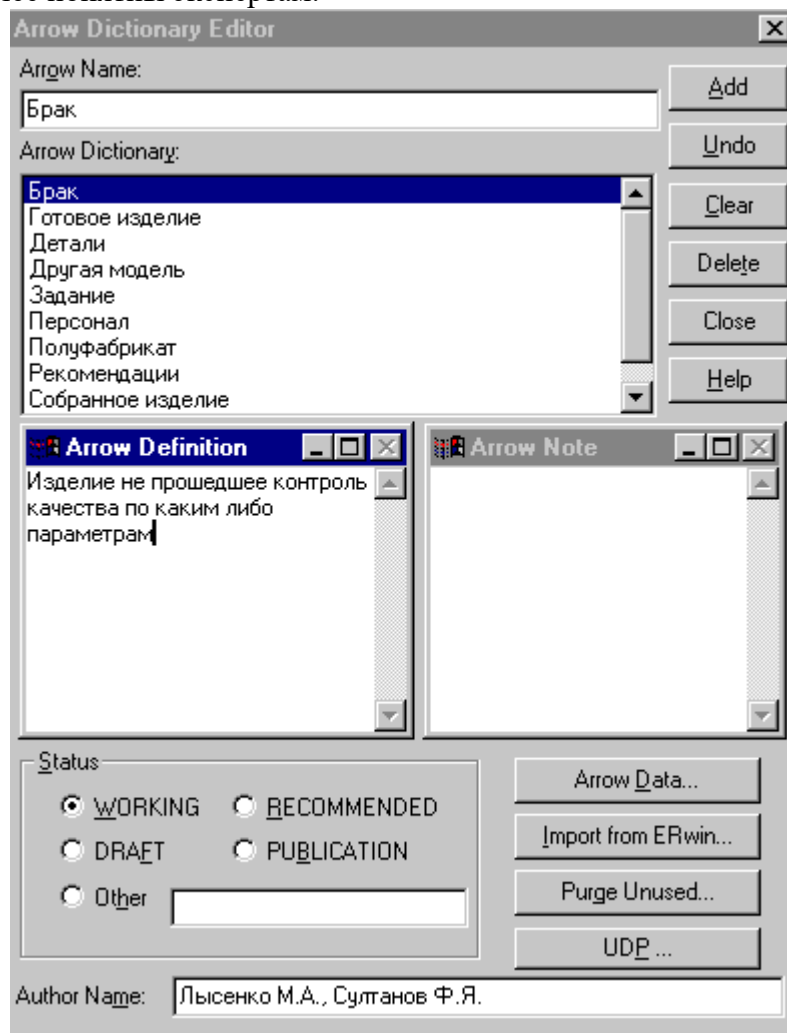 экспертам.
Arrow Dictionary Editor
Arrow Name:
Брак
Add
Arrow Dictionary:
Undo
Брак
Готовое изделие
Детали
Другая модель
Задание
Персонал
Полуфабрикат
Рекомендации
Собранное изделие
Clear
Delete
Close
Help
Arrow Definition
Изделие не прошедшее контроль
качества по каким либо
параметрам
Arrow Note
Status
WORKING RECOMMENDED
DRAFT PUBLICATION
Other
Arrow Data...
Import from ERwin...
Purge Unused...
UDP ...
Author Name: Лысенко М.А., Султанов Ф.Я.